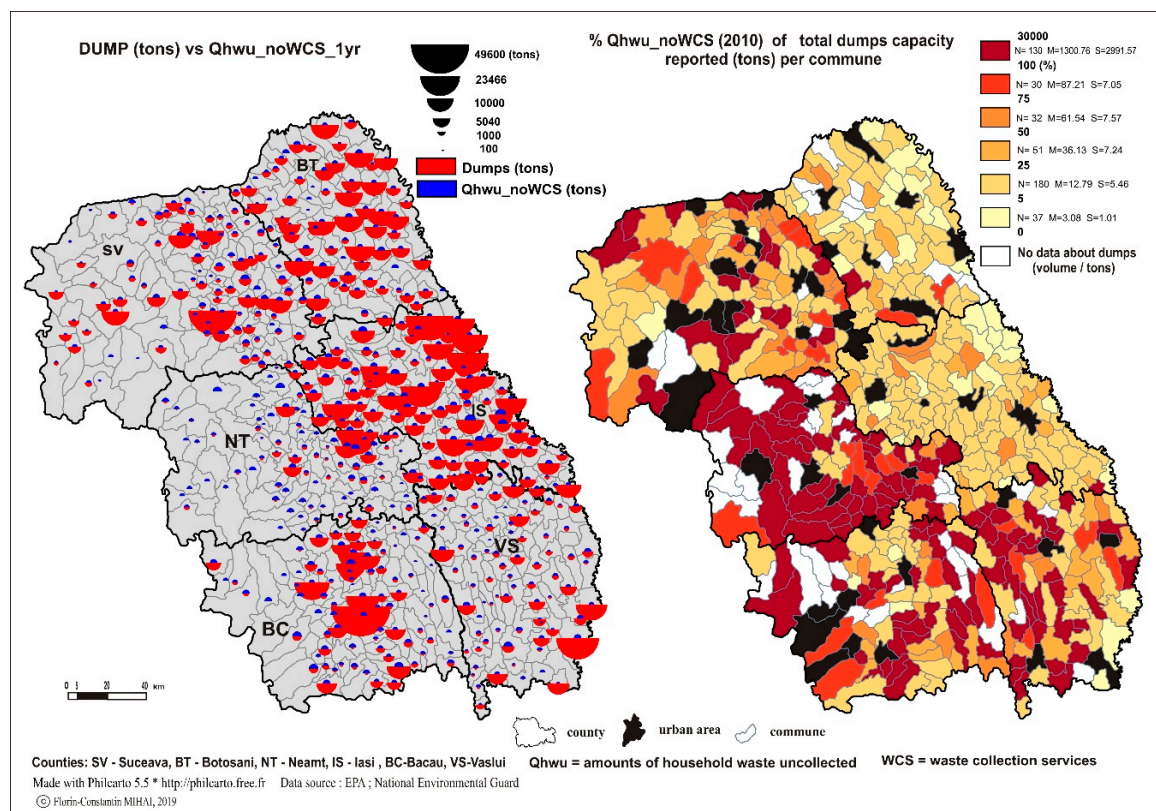 DUMP (tons) vs Qhwu_noWCS_1yr
49600 (tons)
23466
10000
5040
1000
100
Dumps (tons)
Qhwu_noWCS (tons)
% Qhwu_noWCS (2010) of total dumps capacity
reported (tons) per commune
30000
N= 130 M=1300.76 S=2991.57
100 (%)
N= 30 M=87.21 S=7.05
75
N= 32 M=61.54 S=7.57
50
N= 51 M=36.13 S=7.24
25
N= 180 M=12.79 S=5.46
5
N= 37 M=3.08 S=1.01
0
No data about dumps
(volume / tons)
BT
SV
IS
NT
VS
BC
0 5 20 40 km
county
urban area
commune
Counties: SV - Suceava, BT - Botosani, NT - Neamt, IS - Iasi , BC-Bacau, VS-Vaslui
Qhwu = amounts of household waste uncollected
WCS = waste collection services
Made with Philcarto 5.5 * http://philcarto.free.fr Data source : EPA ; National Environmental Guard
© Florin-Constantin MIHAI, 2019